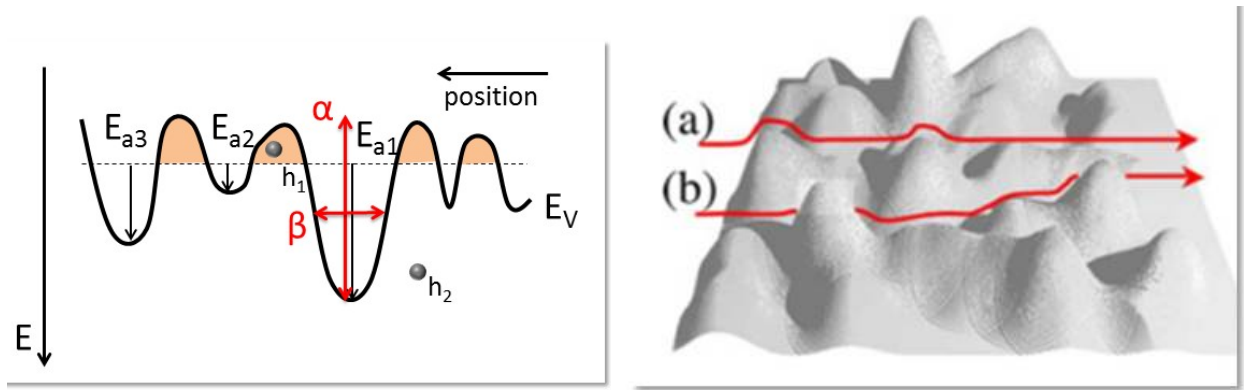 position
α
E_a3
E_a2
E_a1
h_1
β
E_V
h_2
E
(a)
(b)